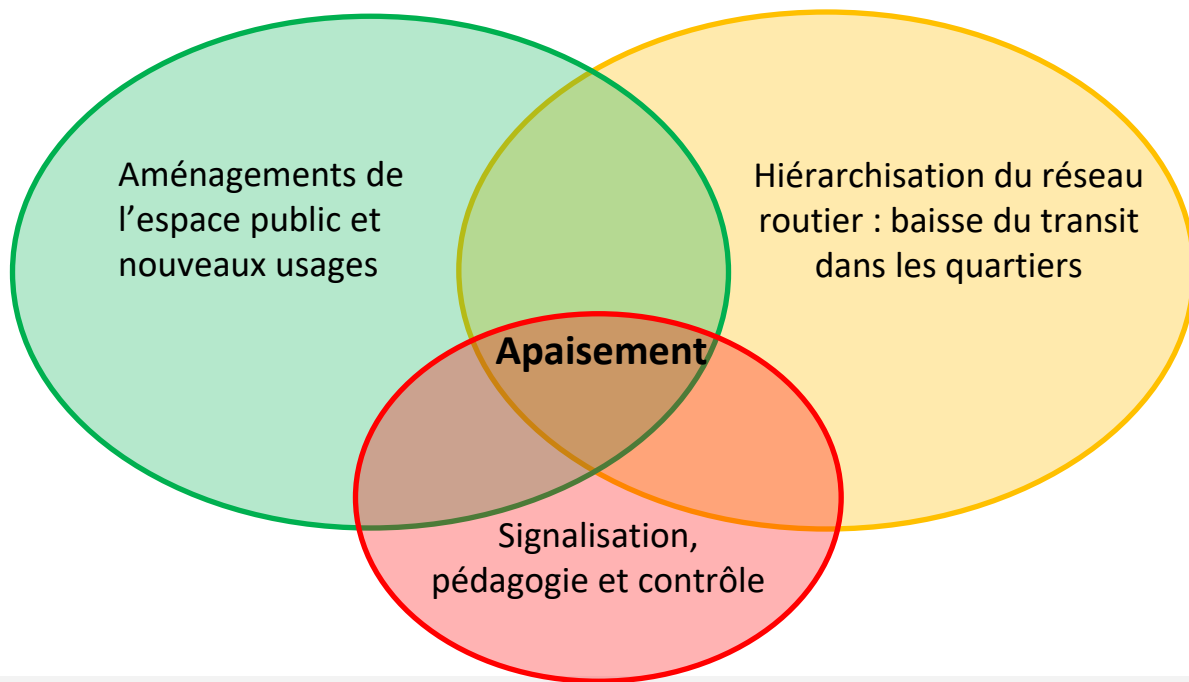 Aménagements de
l’espace public et
nouveaux usages
Hiérarchisation du réseau
routier : baisse du transit
dans les quartiers
Apaisement
Signalisation,
pédagogie et contrôle